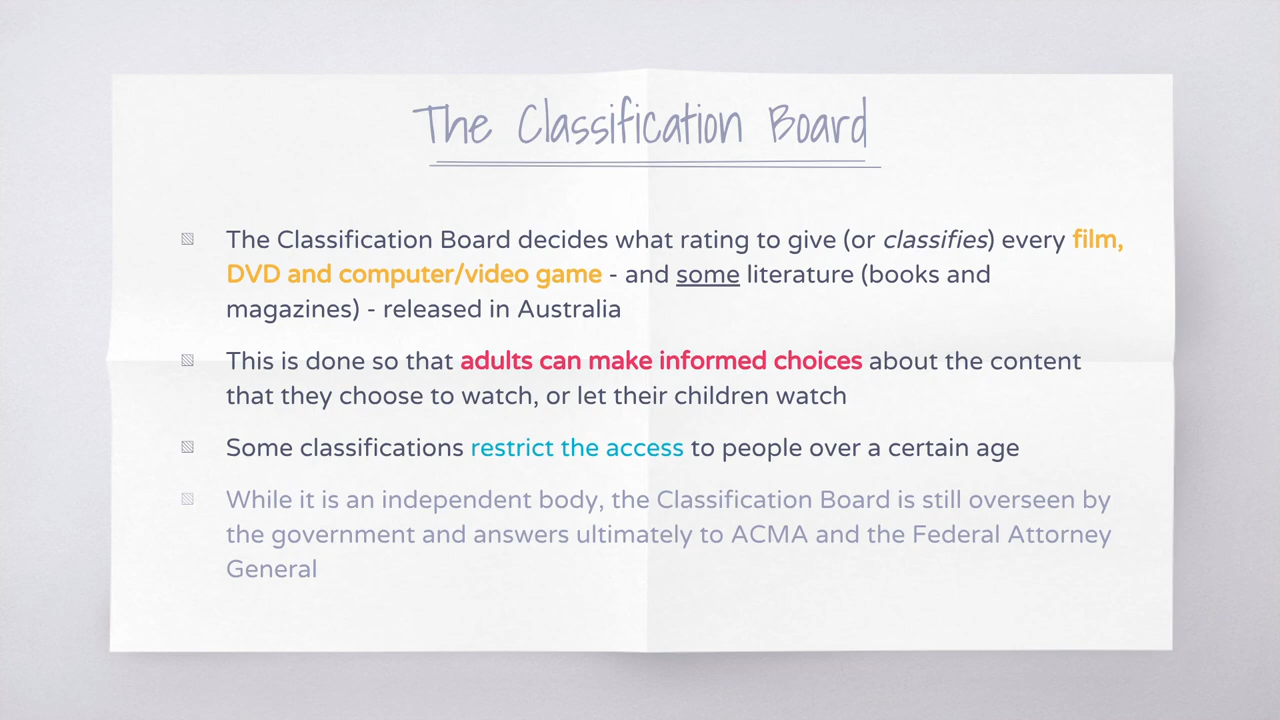 The Classification Board
The Classification Board decides what rating to give (or classifies) every film,
DVD and computer/video game - and some literature (books and
magazines) - released in Australia
This is done so that adults can make informed choices about the content
that they choose to watch, or let their children watch
Some classifications restrict the access to people over a certain age
While it is an independent body, the Classification Board is still overseen by
the government and answers ultimately to ACMA and the Federal Attorney
General